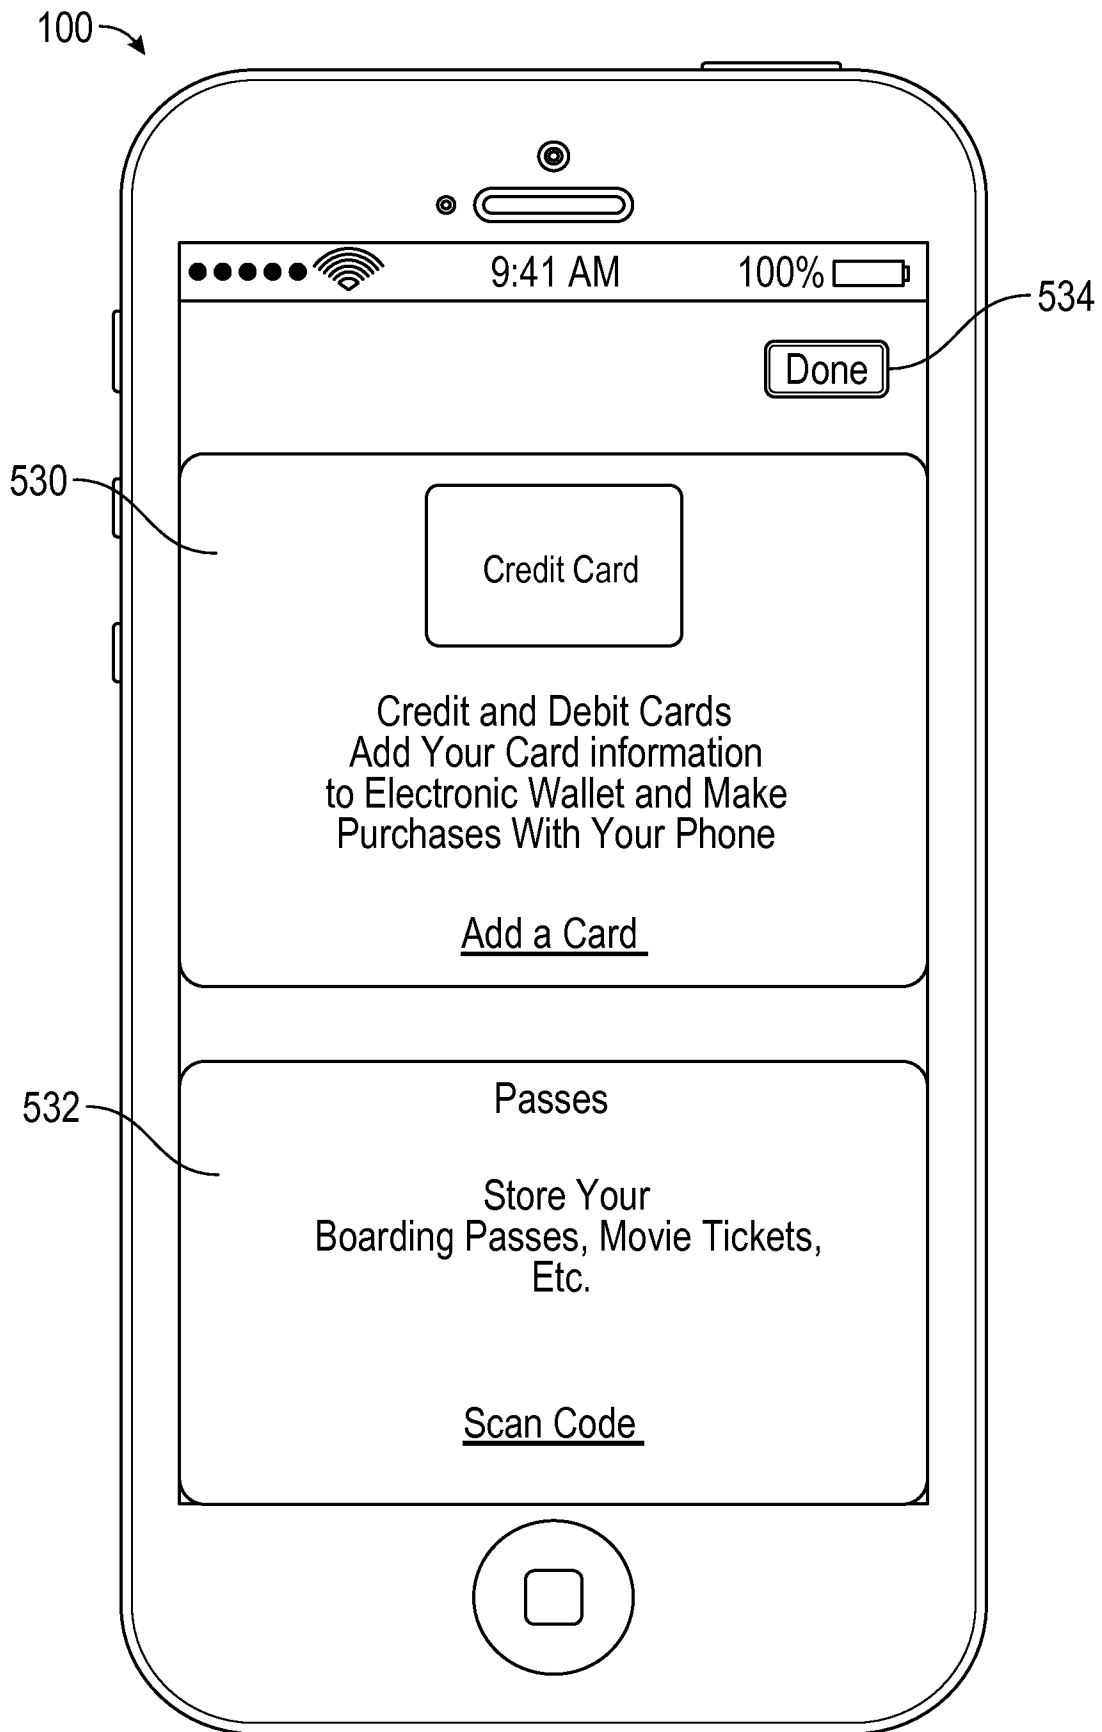 100
9:41 AM 100%
534
Done
530
Credit Card
Credit and Debit Cards
Add Your Card information
to Electronic Wallet and Make
Purchases With Your Phone
Add a Card
532
Passes
Store Your
Boarding Passes, Movie Tickets,
Etc.
Scan Code